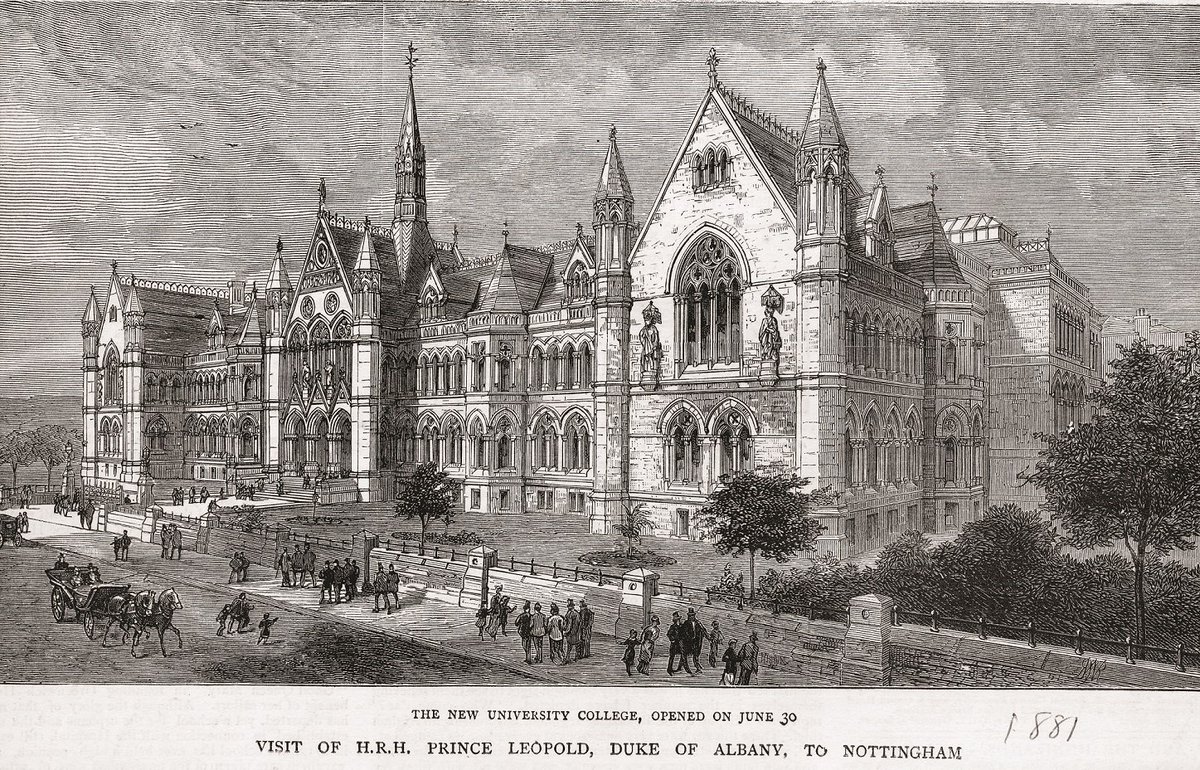 THE NEW UNIVERSITY COLLEGE, OPENED ON JUNE 30
1881
VISIT OF H.R.H. PRINCE LEOPOLD, DUKE OF ALBANY, TO NOTTINGHAM